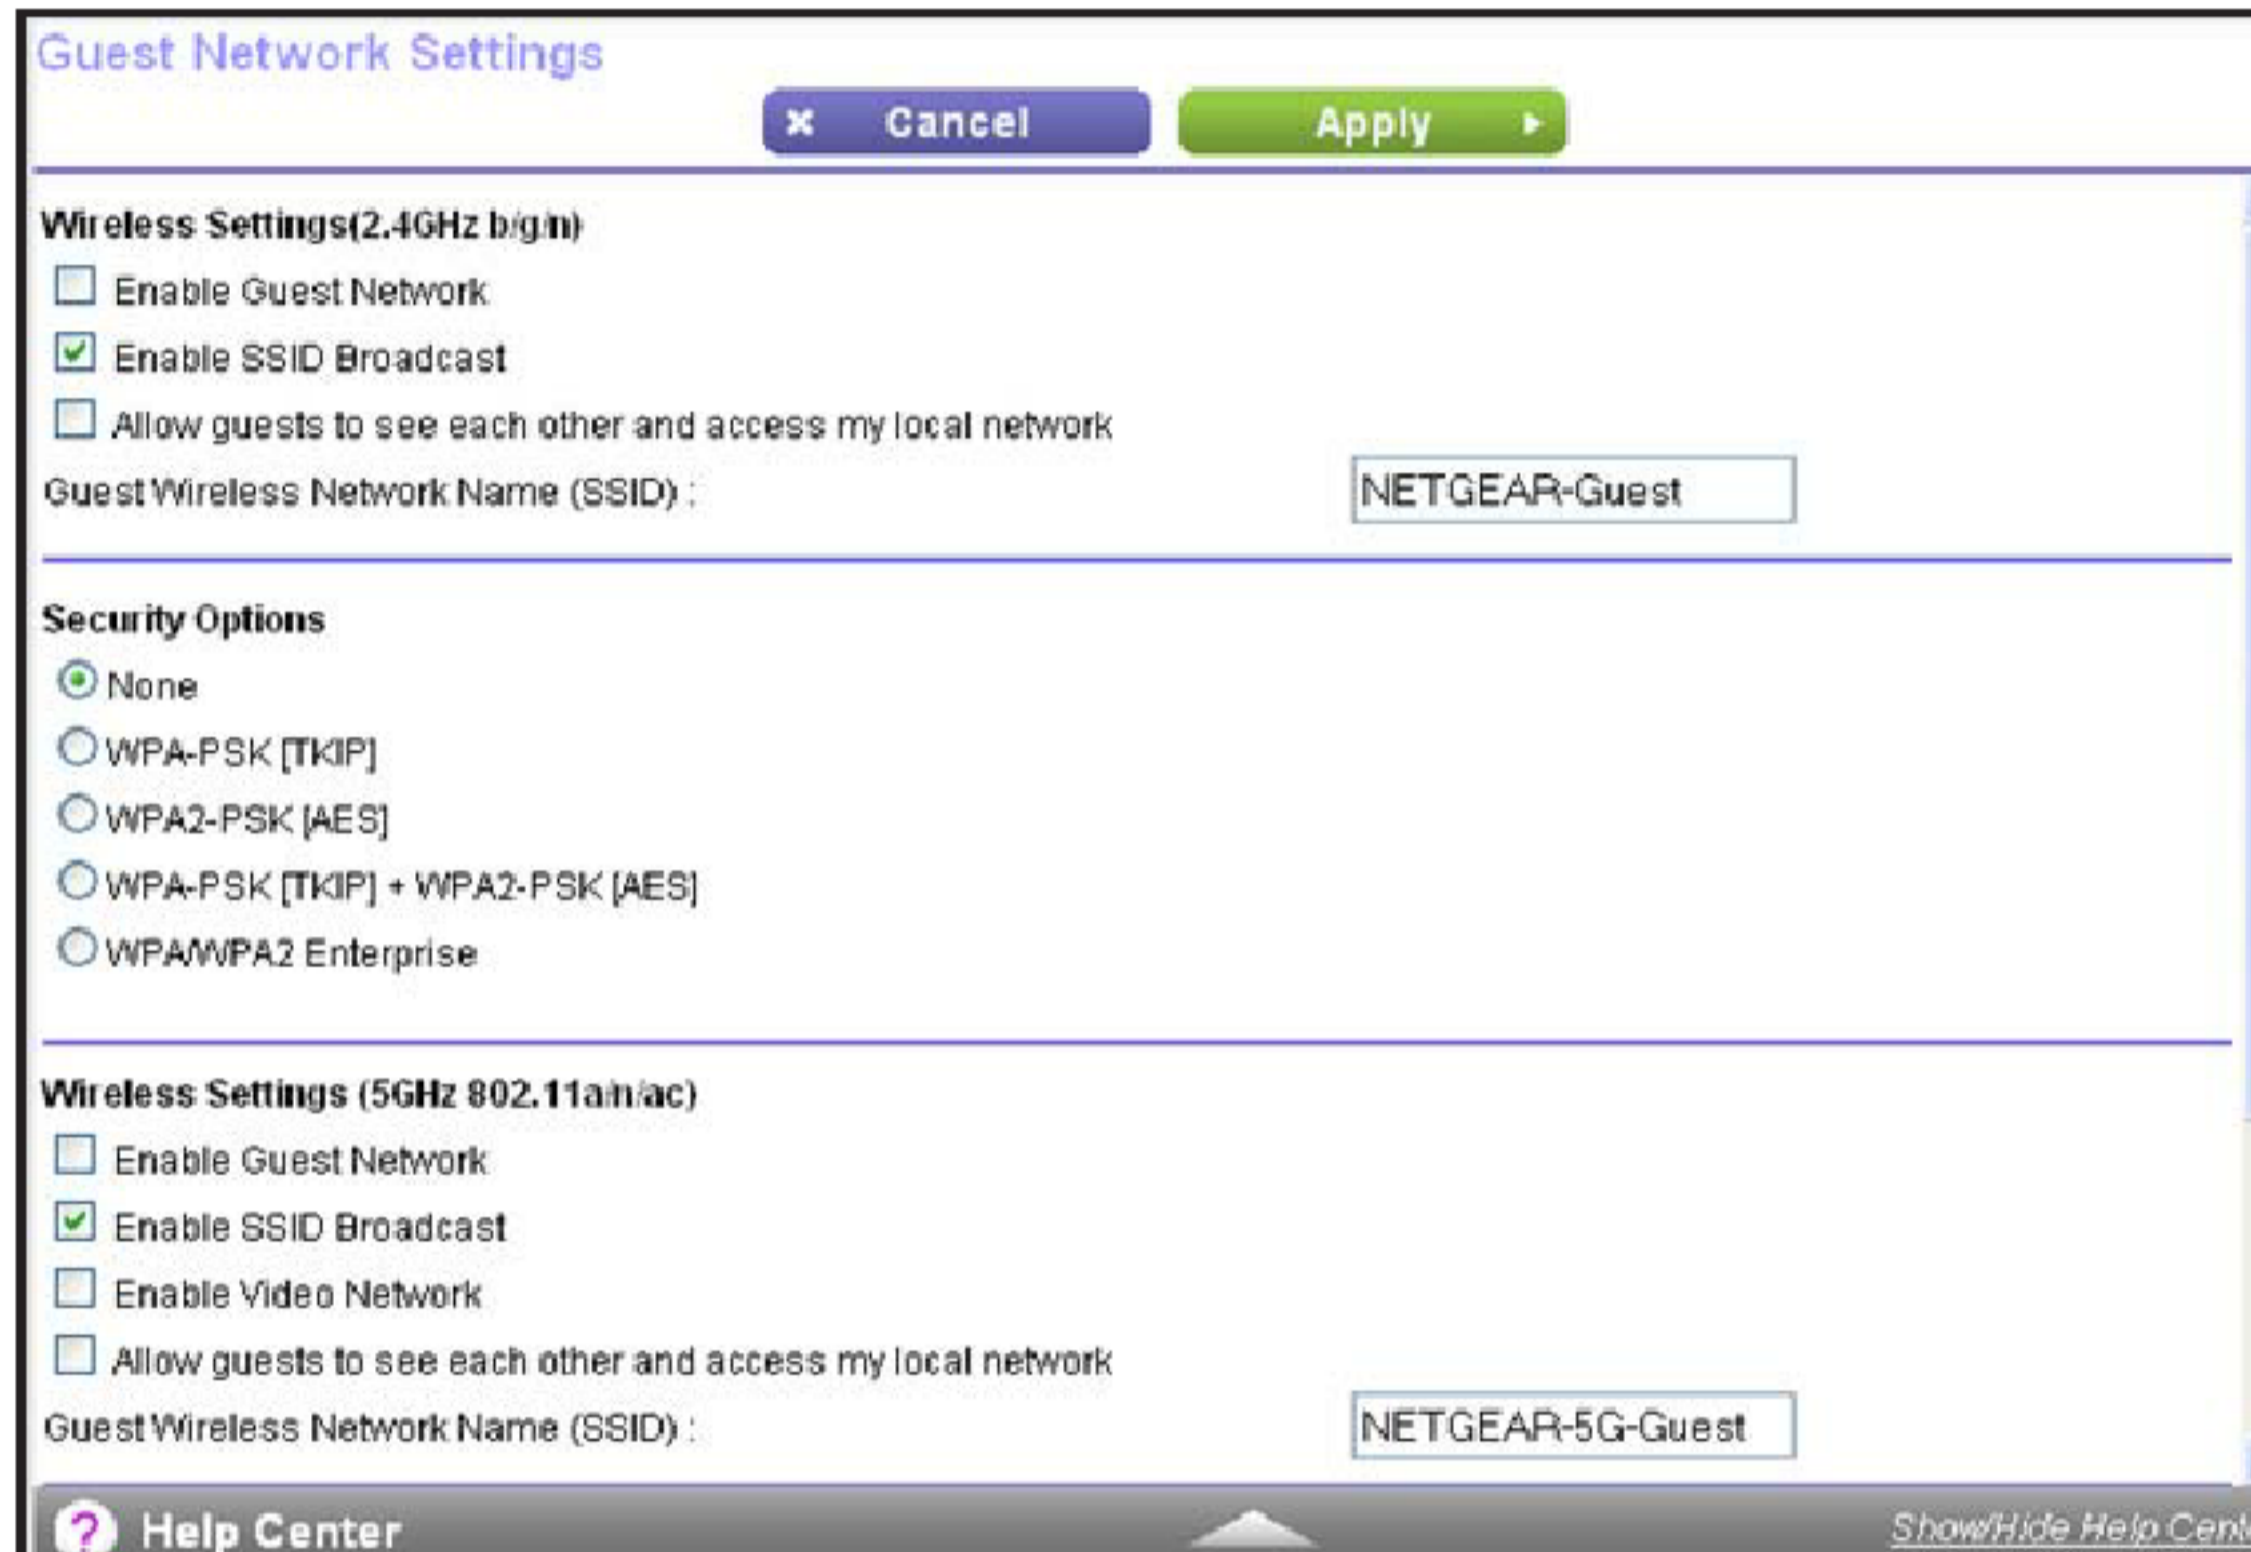 Guest Network Settings
Cancel Apply
Wireless Settings(2.4GHz b/g/n)
Enable Guest Network
Enable SSID Broadcast
Allow guests to see each other and access my local network
Guest Wireless Network Name (SSID) : NETGEAR-Guest
Security Options
None
WPA-PSK [TKIP]
WPA2-PSK [AES]
WPA-PSK [TKIP] + WPA2-PSK [AES]
WPA/WPA2 Enterprise
Wireless Settings (5GHz 802.11a/n/ac)
Enable Guest Network
Enable SSID Broadcast
Enable Video Network
Allow guests to see each other and access my local network
Guest Wireless Network Name (SSID) : NETGEAR-5G-Guest
? Help Center Show/Hide Help Cente